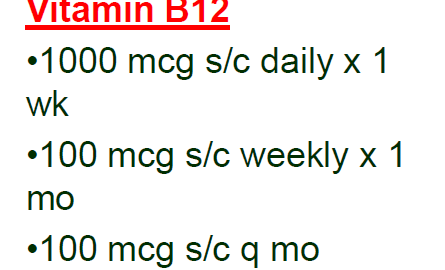 Vitamin B12
•1000 mcg s/c daily x 1
wk
•100 mcg s/c weekly x 1
mo
•100 mcg s/c q mo